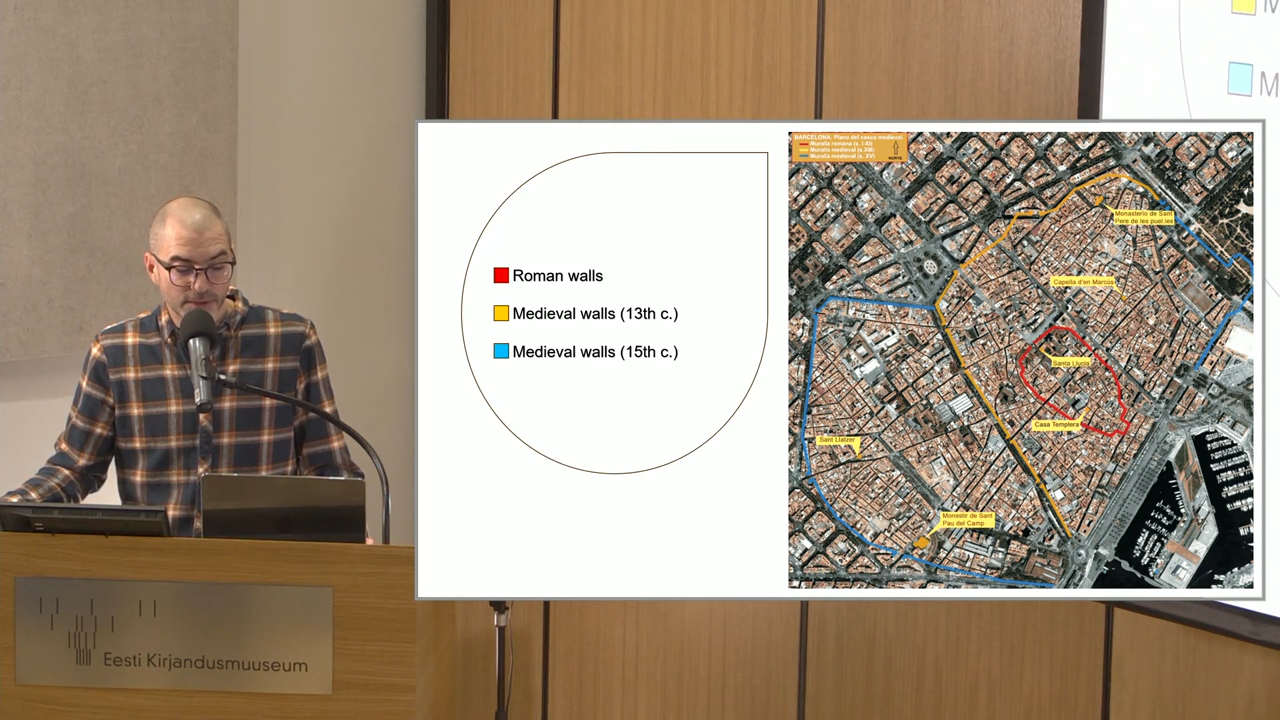 Roman walls
Medieval walls (13th c.)
Medieval walls (15th c.)
BARCELONA. Plano del casco medieval.
Muralla romana (s. I-XI)
Muralla medieval (s.XIII)
Muralla medieval (s. XV)
NORTE
Monasterio de Sant
Pere de les puel.les
Capella d'en Marcús
Santa Llúcia
Casa Templera
Sant Llàtzer
Monestir de Sant
Pau del Camp
M
M
Eesti Kirjandusmuuseum